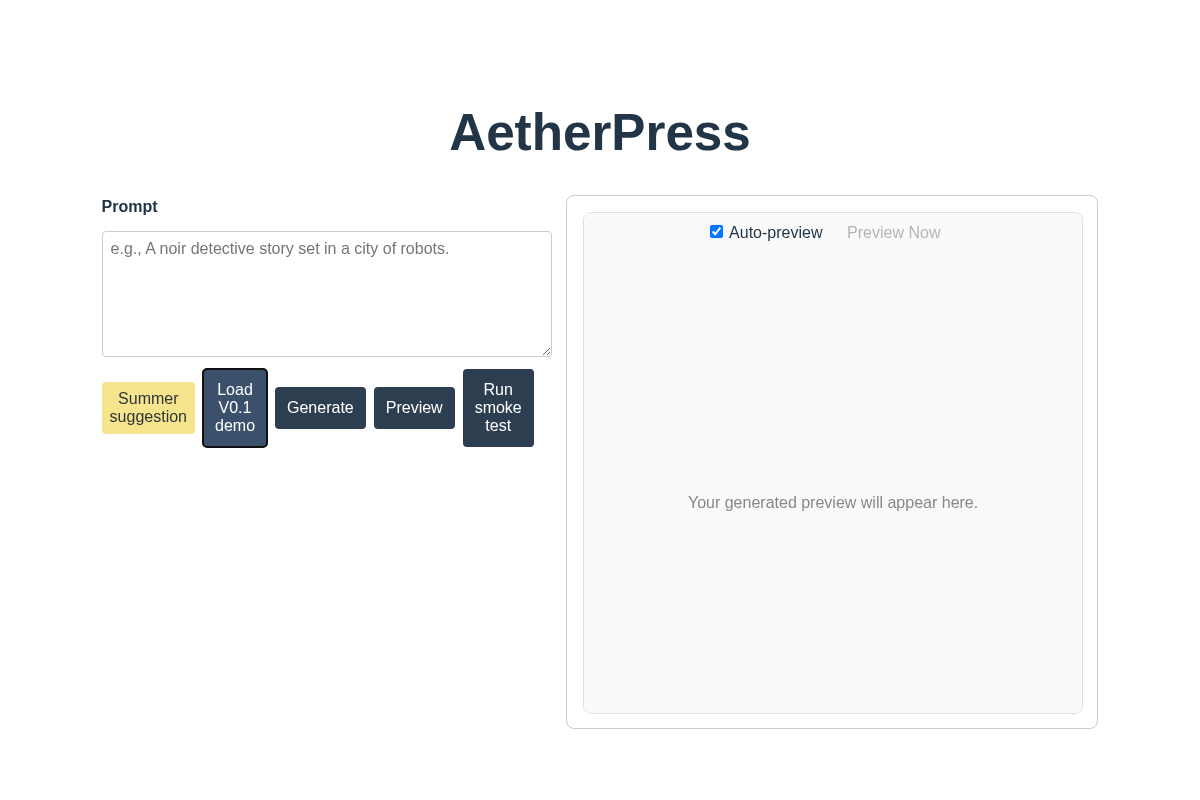 AetherPress
Prompt
e.g., A noir detective story set in a city of robots.
Summer
suggestion
Load
V0.1
demo
Generate
Preview
Run
smoke
test
Auto-preview
Preview Now
Your generated preview will appear here.